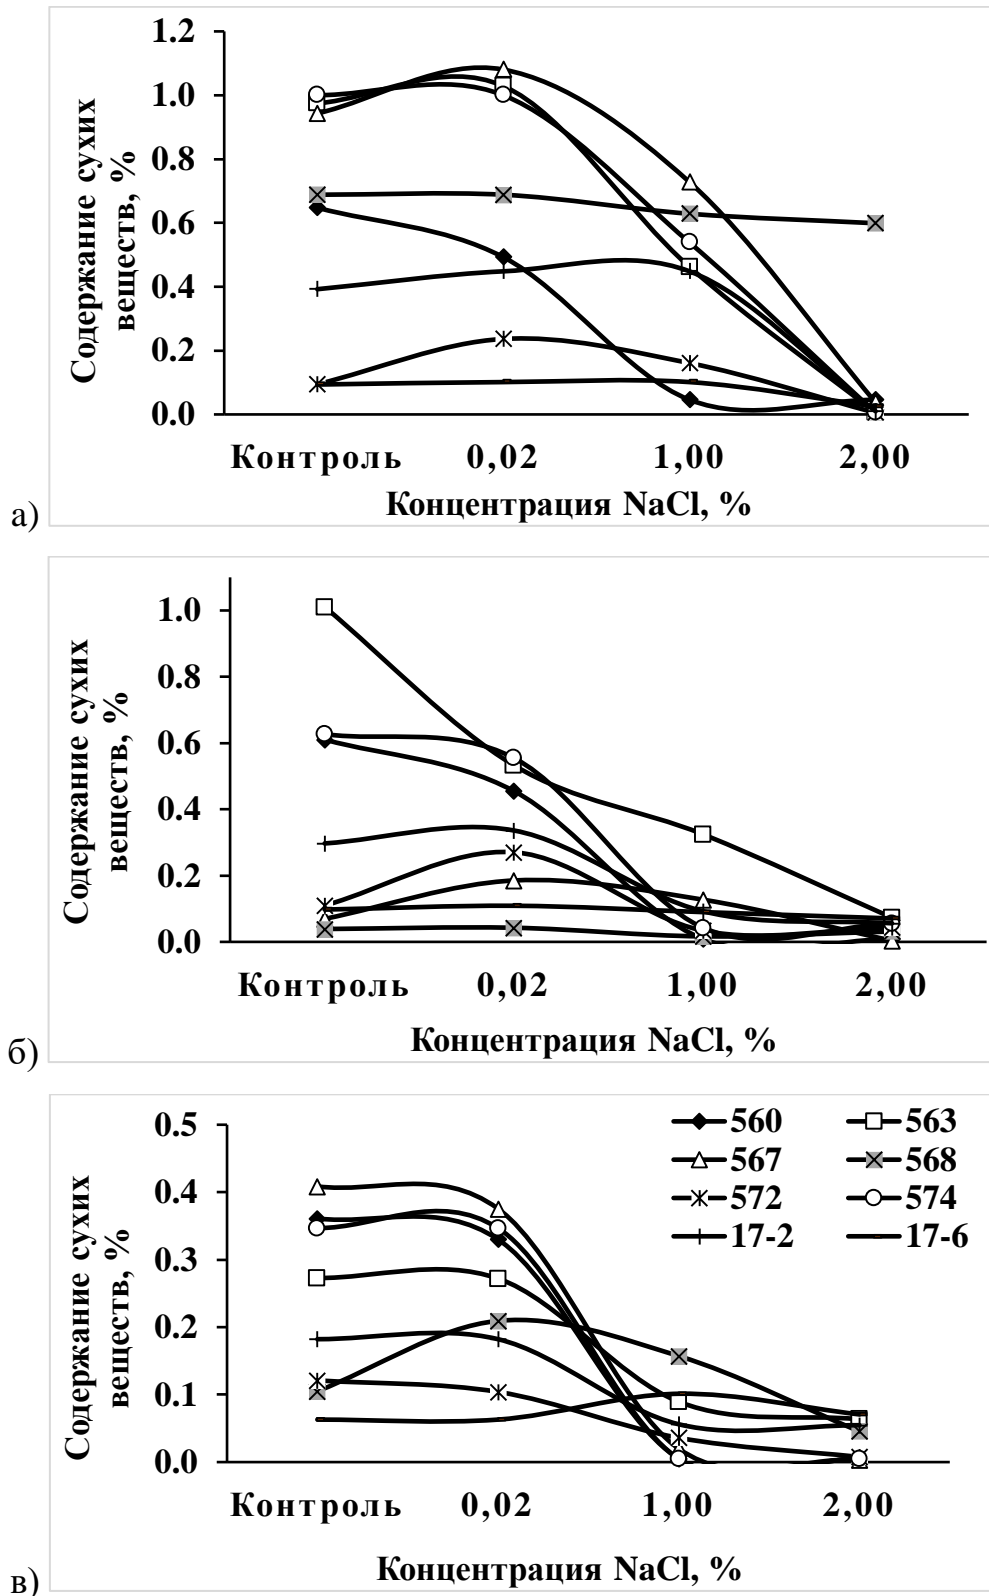 Содержание сухих
веществ, %
1.2
1.0
0.8
0.6
0.4
0.2
0.0
Контроль 0,02 1,00 2,00
Концентрация NaCl, %
а)
Содержание сухих
веществ, %
1.0
0.8
0.6
0.4
0.2
0.0
Контроль 0,02 1,00 2,00
Концентрация NaCl, %
б)
Содержание сухих
веществ, %
0.5
0.4
0.3
0.2
0.1
0.0
560 563
567 568
572 574
17-2 17-6
Контроль 0,02 1,00 2,00
Концентрация NaCl, %
в)